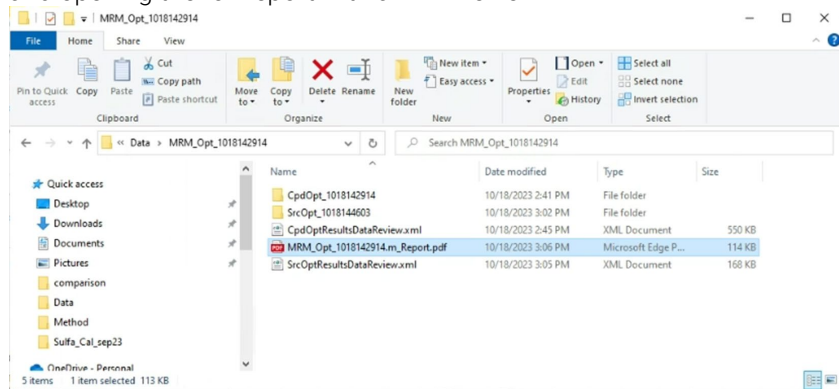 MRM_Opt_1018142914
File Home Share View
Pin to Quick access
Copy
Paste
Cut
Copy path
Paste shortcut
Clipboard
Move to
Copy to
Delete
Rename
Organize
New folder
New item
Easy access
New
Properties
Open
Edit
History
Open
Select all
Select none
Invert selection
Select
« Data > MRM_Opt_1018142914
Search MRM_Opt_1018142914
Quick access
Desktop
Downloads
Documents
Pictures
comparison
Data
Method
Sulfa_Cal_sep23
OneDrive - Personal
Name Date modified Type Size
CpdOpt_1018142914 10/18/2023 2:41 PM File folder
SrcOpt_1018144603 10/18/2023 3:02 PM File folder
CpdOptResultsDataReview.xml 10/18/2023 2:45 PM XML Document 550 KB
MRM_Opt_1018142914.m_Report.pdf 10/18/2023 3:06 PM Microsoft Edge P... 114 KB
SrcOptResultsDataReview.xml 10/18/2023 3:05 PM XML Document 168 KB
5 items 1 item selected 113 KB